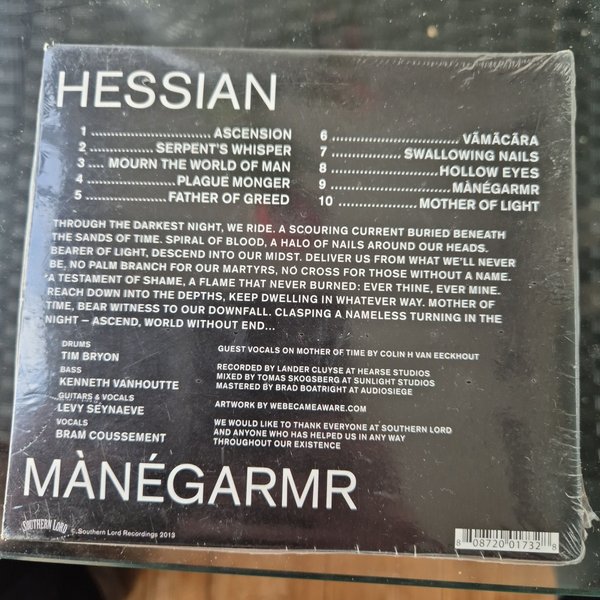 HESSIAN
1 .............................. ASCENSION
2 ................ SERPENT'S WHISPER
3 .... MOURN THE WORLD OF MAN
4 ...................... PLAGUE MONGER
5 .................... FATHER OF GREED
6 ................................ VÃMÃCÃRA
7 ................. SWALLOWING NAILS
8 .......................... HOLLOW EYES
9 ............................. MÀNÉGARMR
10 ..................... MOTHER OF LIGHT
THROUGH THE DARKEST NIGHT, WE RIDE. A SCOURING CURRENT BURIED BENEATH
THE SANDS OF TIME. SPIRAL OF BLOOD, A HALO OF NAILS AROUND OUR HEADS.
BEARER OF LIGHT, DESCEND INTO OUR MIDST. DELIVER US FROM WHAT WE'LL NEVER
BE. NO PALM BRANCH FOR OUR MARTYRS, NO CROSS FOR THOSE WITHOUT A NAME.
A TESTAMENT OF SHAME, A FLAME THAT NEVER BURNED: EVER THINE, EVER MINE.
REACH DOWN INTO THE DEPTHS, KEEP DWELLING IN WHATEVER WAY. MOTHER OF
TIME, BEAR WITNESS TO OUR DOWNFALL. CLASPING A NAMELESS TURNING IN THE
NIGHT – ASCEND, WORLD WITHOUT END...
DRUMS
TIM BRYON
BASS
KENNETH VANHOUTTE
GUITARS & VOCALS
LEVY SEYNAEVE
VOCALS
BRAM COUSSEMENT
GUEST VOCALS ON MOTHER OF TIME BY COLIN H VAN EECKHOUT
RECORDED BY LANDER CLUYSE AT HEARSE STUDIOS
MIXED BY TOMAS SKOGSBERG AT SUNLIGHT STUDIOS
MASTERED BY BRAD BOATRIGHT AT AUDIOSIEGE
ARTWORK BY WEBECAMEAWARE.COM
WE WOULD LIKE TO THANK EVERYONE AT SOUTHERN LORD
AND ANYONE WHO HAS HELPED US IN ANY WAY
THROUGHOUT OUR EXISTENCE
MÀNÉGARMR
SOUTHERN LORD
© Southern Lord Recordings 2013
8 08720 01732 8